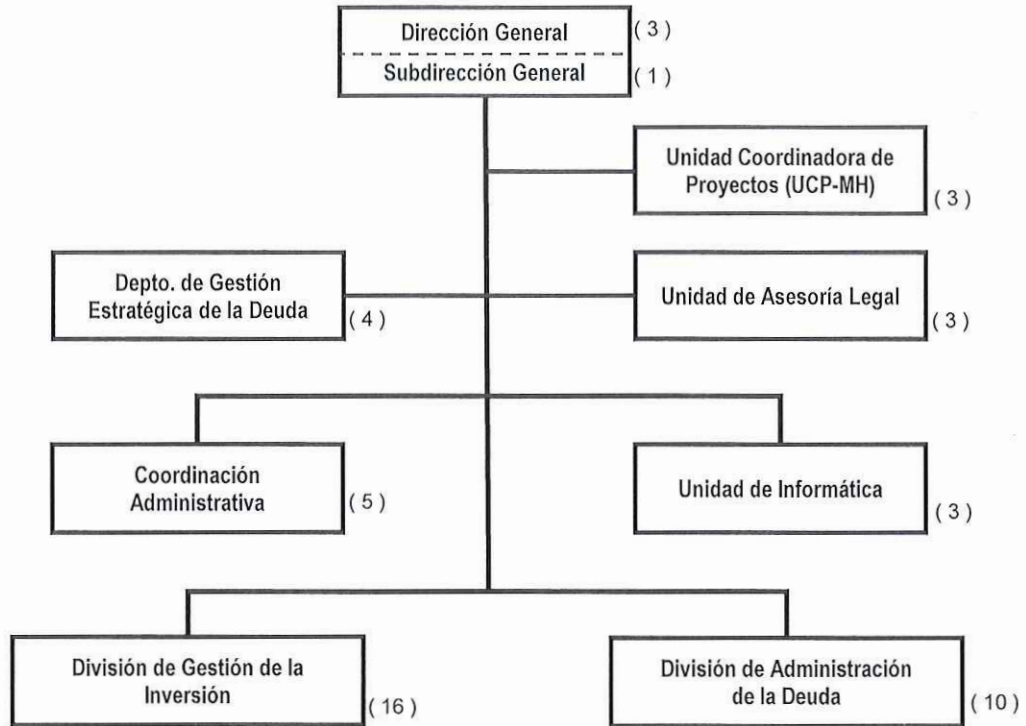 Dirección General
( 3 )
Subdirección General
( 1 )
Unidad Coordinadora de
Proyectos (UCP-MH)
( 3 )
Depto. de Gestión
Estratégica de la Deuda
( 4 )
Unidad de Asesoría Legal
( 3 )
Coordinación
Administrativa
( 5 )
Unidad de Informática
( 3 )
División de Gestión de la
Inversión
( 16 )
División de Administración
de la Deuda
( 10 )